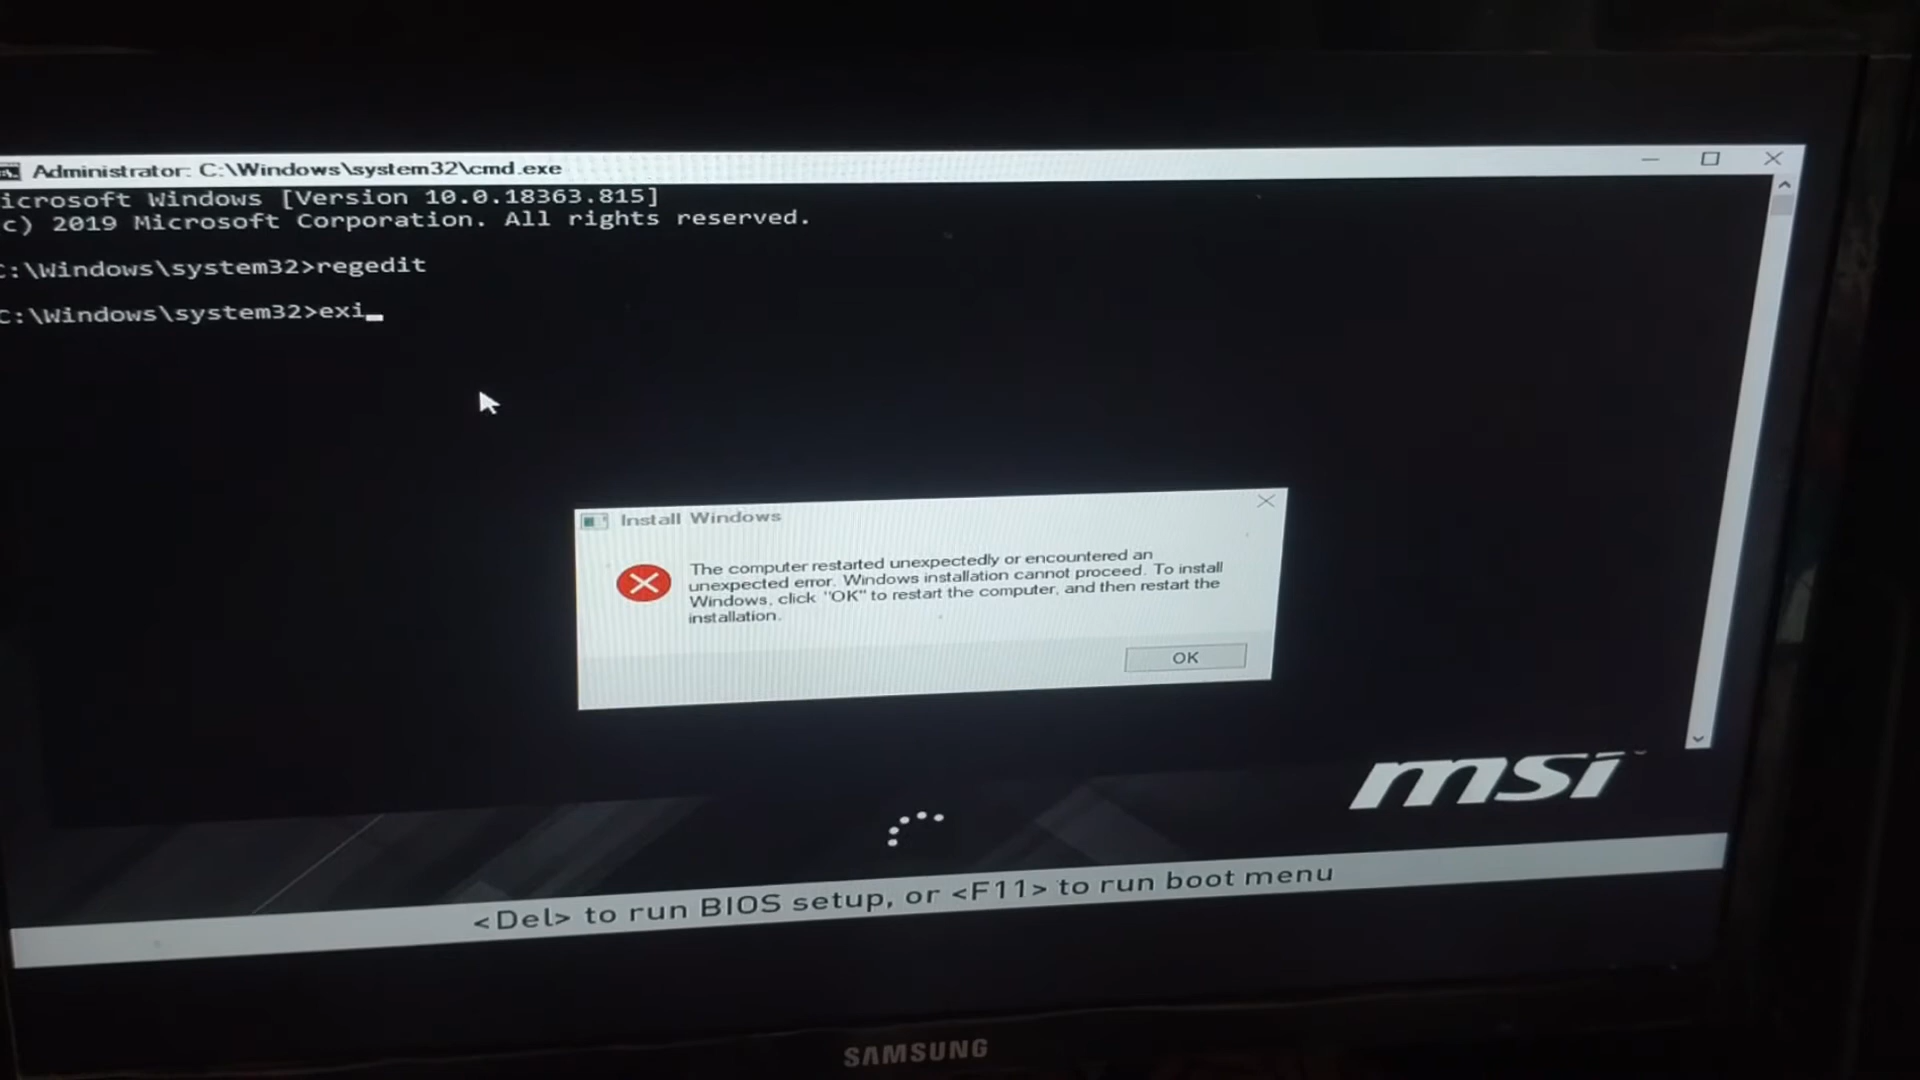 Administrator: C:\Windows\system32\cmd.exe
icrosoft Windows [Version 10.0.18363.815]
c) 2019 Microsoft Corporation. All rights reserved.
C:\Windows\system32>regedit
C:\Windows\system32>exi_
Install Windows
The computer restarted unexpectedly or encountered an
unexpected error. Windows installation cannot proceed. To install
Windows, click "OK" to restart the computer, and then restart the
installation.
OK
msi
<Del> to run BIOS setup, or <F11> to run boot menu
SAMSUNG